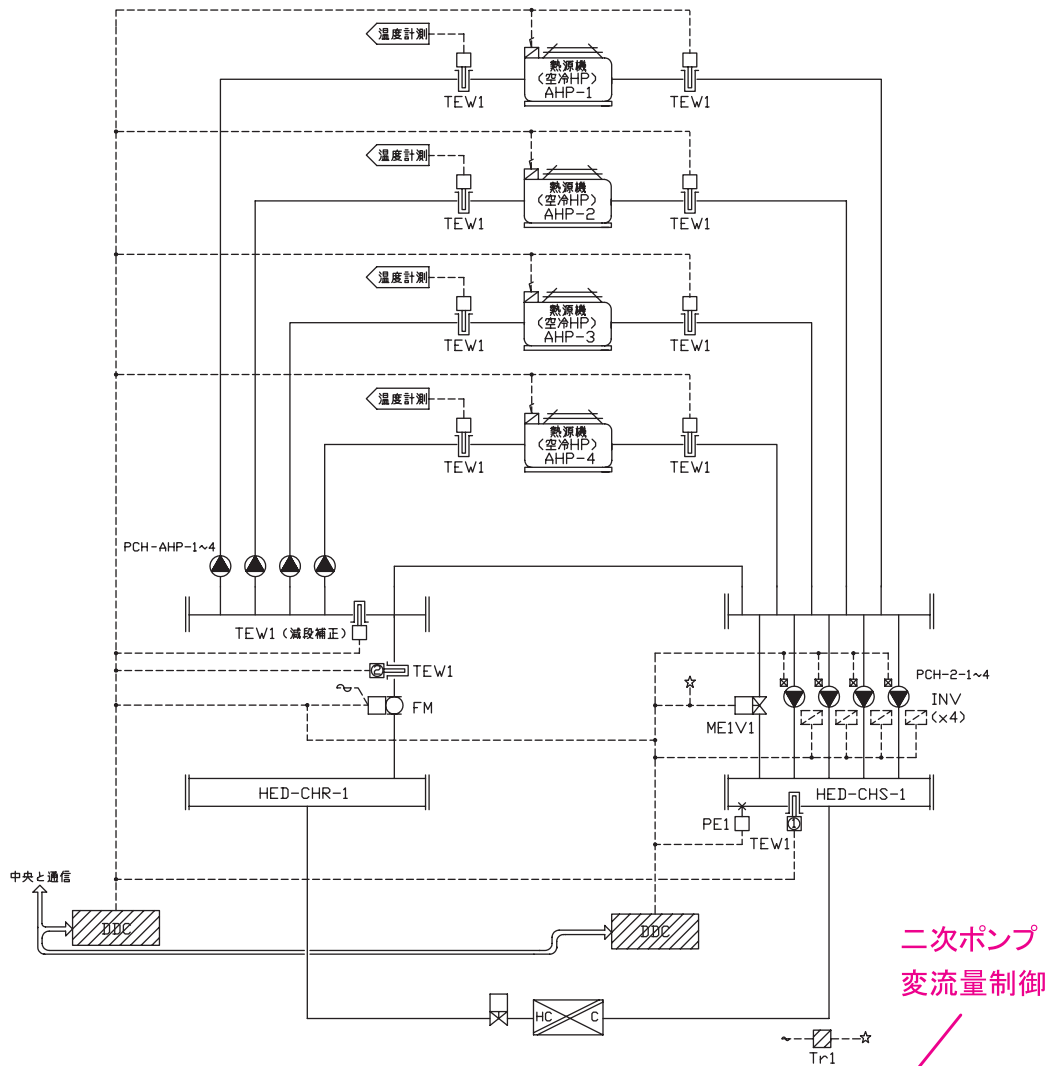 温度計測
熱源機
(空冷HP)
AHP-1
TEW1
TEW1
温度計測
熱源機
(空冷HP)
AHP-2
TEW1
TEW1
温度計測
熱源機
(空冷HP)
AHP-3
TEW1
TEW1
温度計測
熱源機
(空冷HP)
AHP-4
TEW1
TEW1
PCH-AHP-1~4
TEW1(減段補正)
TEW1
FM
PCH-2-1~4
INV
(x4)
ME1V1
HED-CHR-1
HED-CHS-1
PE1
TEW1
1
中央と通信
DDC
DDC
二次ポンプ
変流量制御
HC
C
Tr1